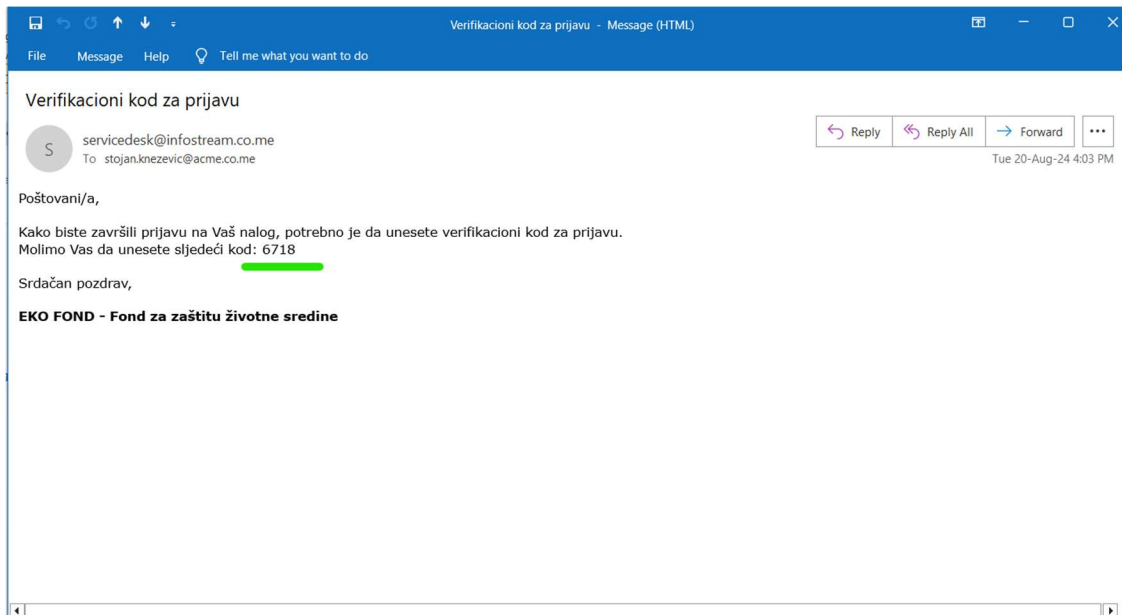 Verifikacioni kod za prijavu - Message (HTML)
File Message Help Tell me what you want to do
Verifikacioni kod za prijavu
S
servicedesk@infostream.co.me
To stojan.knezevic@acme.co.me
Reply Reply All Forward
Tue 20-Aug-24 4:03 PM
Poštovani/a,
Kako biste završili prijavu na Vaš nalog, potrebno je da unesete verifikacioni kod za prijavu.
Molimo Vas da unesete sljedeći kod: 6718
Srdačan pozdrav,
EKO FOND - Fond za zaštitu životne sredine